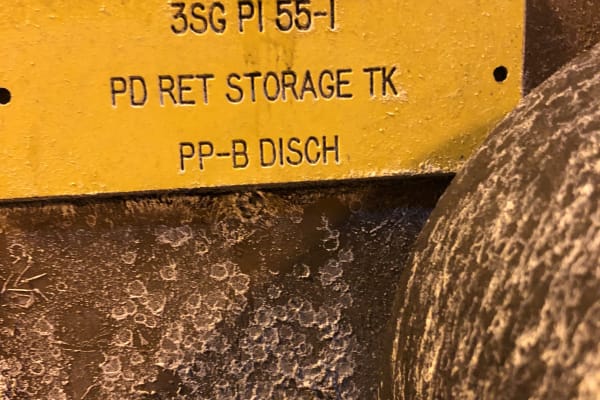 3SG PI 55-1
PD RET STORAGE TK
PP-B DISCH